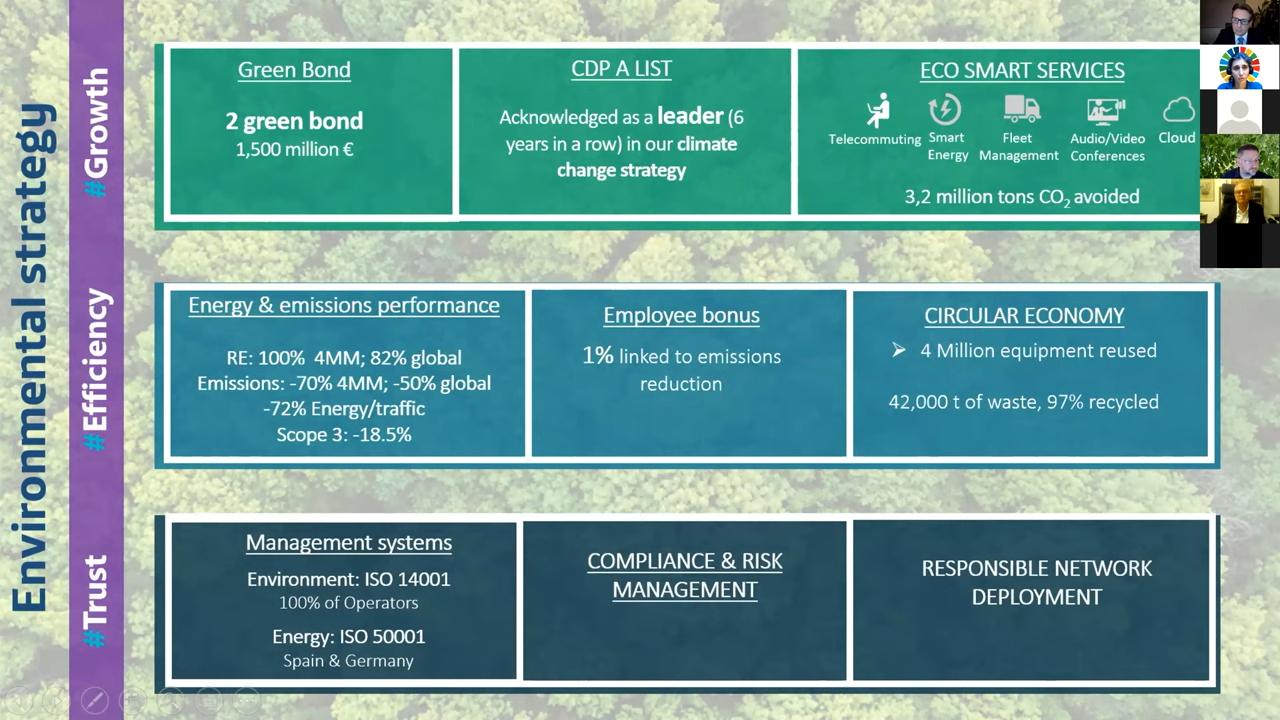 Environmental strategy
#Growth
Green Bond
2 green bond
1,500 million €
CDP A LIST
Acknowledged as a leader (6
years in a row) in our climate
change strategy
ECO SMART SERVICES
Telecommuting
Smart
Energy
Fleet
Management
Audio/Video
Conferences
Cloud
3,2 million tons CO₂ avoided
#Efficiency
Energy & emissions performance
RE: 100% 4MM; 82% global
Emissions: -70% 4MM; -50% global
-72% Energy/traffic
Scope 3: -18.5%
Employee bonus
1% linked to emissions
reduction
CIRCULAR ECONOMY
➢ 4 Million equipment reused
42,000 t of waste, 97% recycled
#Trust
Management systems
Environment: ISO 14001
100% of Operators
Energy: ISO 50001
Spain & Germany
COMPLIANCE & RISK
MANAGEMENT
RESPONSIBLE NETWORK
DEPLOYMENT